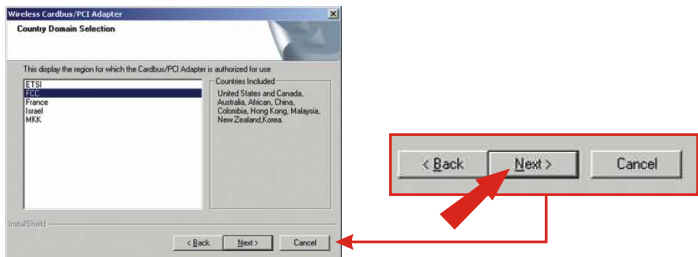 Wireless Cardbus/PCI Adapter
Country Domain Selection
This display the region for which the Cardbus/PCI Adapter is authorized for use
ETSI
FCC
France
Israel
MKK
Countries Included
United States and Canada,
Australia, African, China,
Colombia, Hong Kong, Malaysia,
New Zealand,Korea.
InstallShield
< Back
Next >
Cancel
< Back
Next >
Cancel